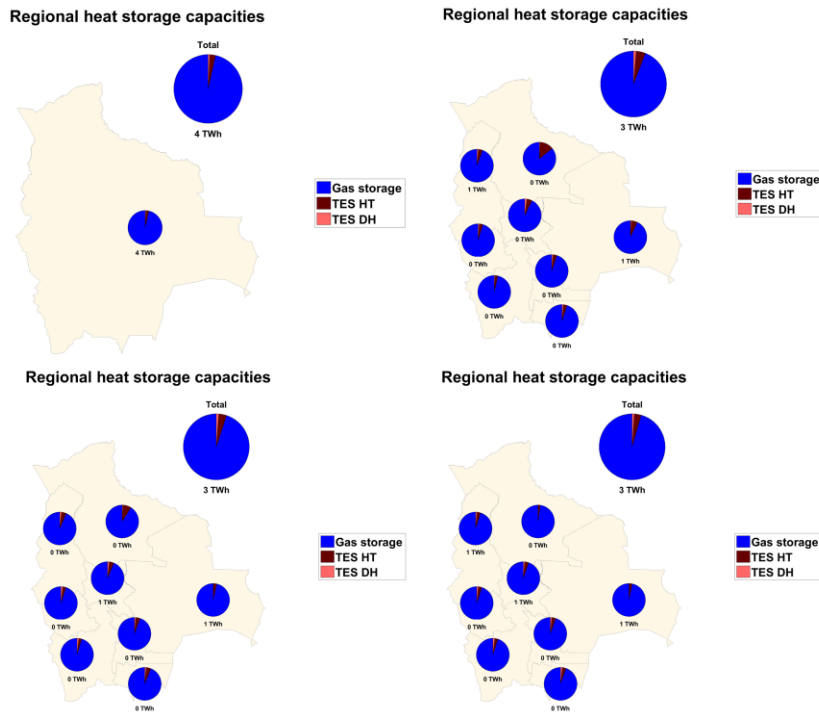 Regional heat storage capacities
Total
4 TWh
Gas storage
TES HT
TES DH
4 TWh
Regional heat storage capacities
Total
3 TWh
1 TWh
0 TWh
Gas storage
TES HT
TES DH
0 TWh
0 TWh
1 TWh
0 TWh
0 TWh
0 TWh
Regional heat storage capacities
Total
3 TWh
0 TWh
0 TWh
Gas storage
TES HT
TES DH
1 TWh
0 TWh
1 TWh
0 TWh
0 TWh
0 TWh
Regional heat storage capacities
Total
3 TWh
1 TWh
0 TWh
Gas storage
TES HT
TES DH
1 TWh
0 TWh
1 TWh
0 TWh
0 TWh
0 TWh